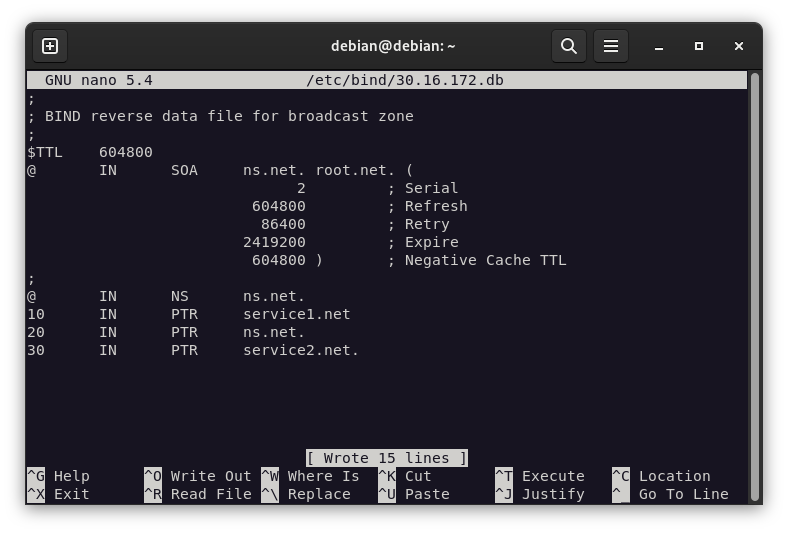 debian@debian: ~
GNU nano 5.4 /etc/bind/30.16.172.db
;
; BIND reverse data file for broadcast zone
;
$TTL 604800
@ IN SOA ns.net. root.net. (
2 ; Serial
604800 ; Refresh
86400 ; Retry
2419200 ; Expire
604800 ) ; Negative Cache TTL
;
@ IN NS ns.net.
10 IN PTR service1.net
20 IN PTR ns.net.
30 IN PTR service2.net.
[ Wrote 15 lines ]
^G Help ^O Write Out ^W Where Is ^K Cut ^T Execute ^C Location
^X Exit ^R Read File ^\ Replace ^U Paste ^J Justify ^_ Go To Line